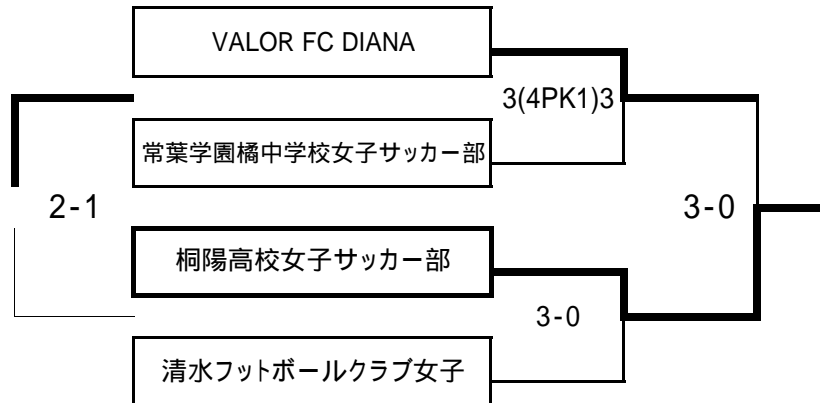 VALOR FC DIANA
3(4PK1)3
常葉学園橘中学校女子サッカー部
2-1
3-0
桐陽高校女子サッカー部
3-0
清水フットボールクラブ女子